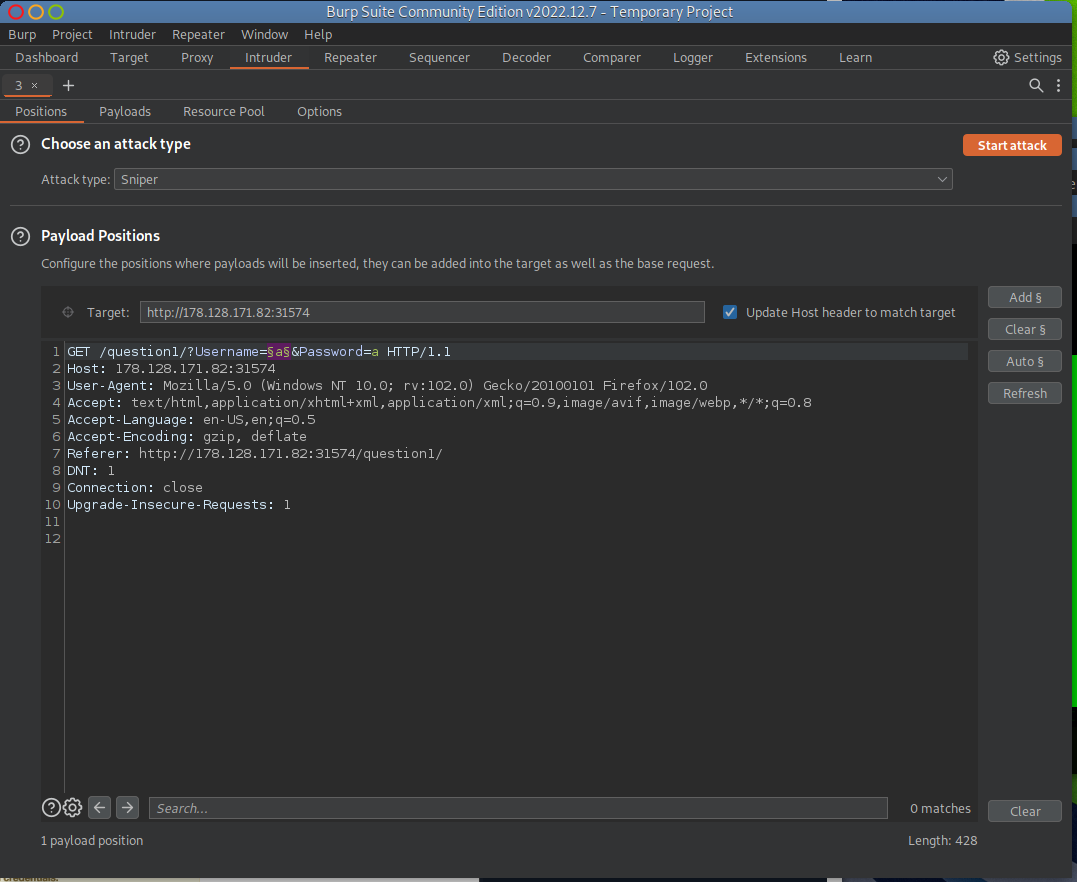 Burp Suite Community Edition v2022.12.7 - Temporary Project
Burp Project Intruder Repeater Window Help
Dashboard Target Proxy Intruder Repeater Sequencer Decoder Comparer Logger Extensions Learn Settings
3 × +
Positions Payloads Resource Pool Options
? Choose an attack type Start attack
Attack type: Sniper
? Payload Positions
Configure the positions where payloads will be inserted, they can be added into the target as well as the base request.
Add §
Target: http://178.128.171.82:31574 Update Host header to match target
Clear §
Auto §
Refresh
1 GET /question1/?Username=§a§&Password=a HTTP/1.1
2 Host: 178.128.171.82:31574
3 User-Agent: Mozilla/5.0 (Windows NT 10.0; rv:102.0) Gecko/20100101 Firefox/102.0
4 Accept: text/html,application/xhtml+xml,application/xml;q=0.9,image/avif,image/webp,*/*;q=0.8
5 Accept-Language: en-US,en;q=0.5
6 Accept-Encoding: gzip, deflate
7 Referer: http://178.128.171.82:31574/question1/
8 DNT: 1
9 Connection: close
10 Upgrade-Insecure-Requests: 1
11
12
? Search... 0 matches Clear
1 payload position Length: 428